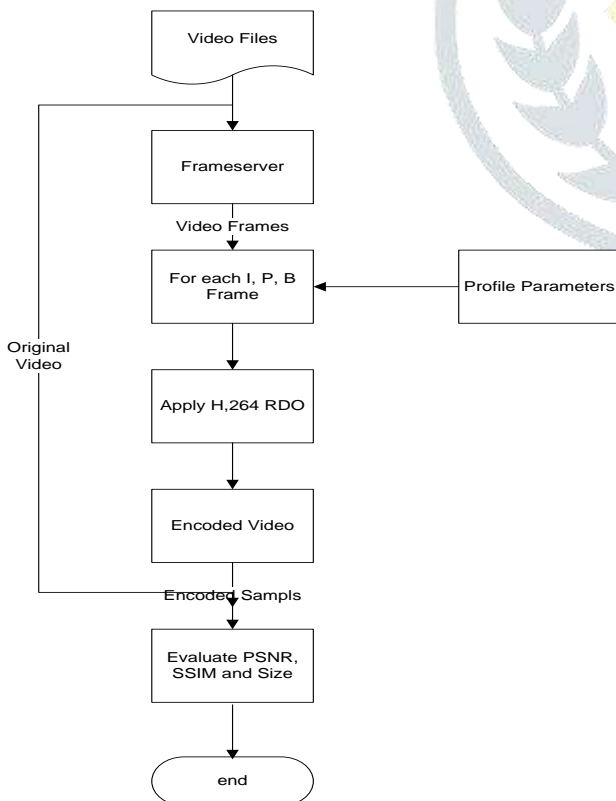 Video Files
Frameserver
Video Frames
For each I, P, B
Frame
Profile Parameters
Original
Video
Apply H,264 RDO
Encoded Video
Encoded Sampls
Evaluate PSNR,
SSIM and Size
end